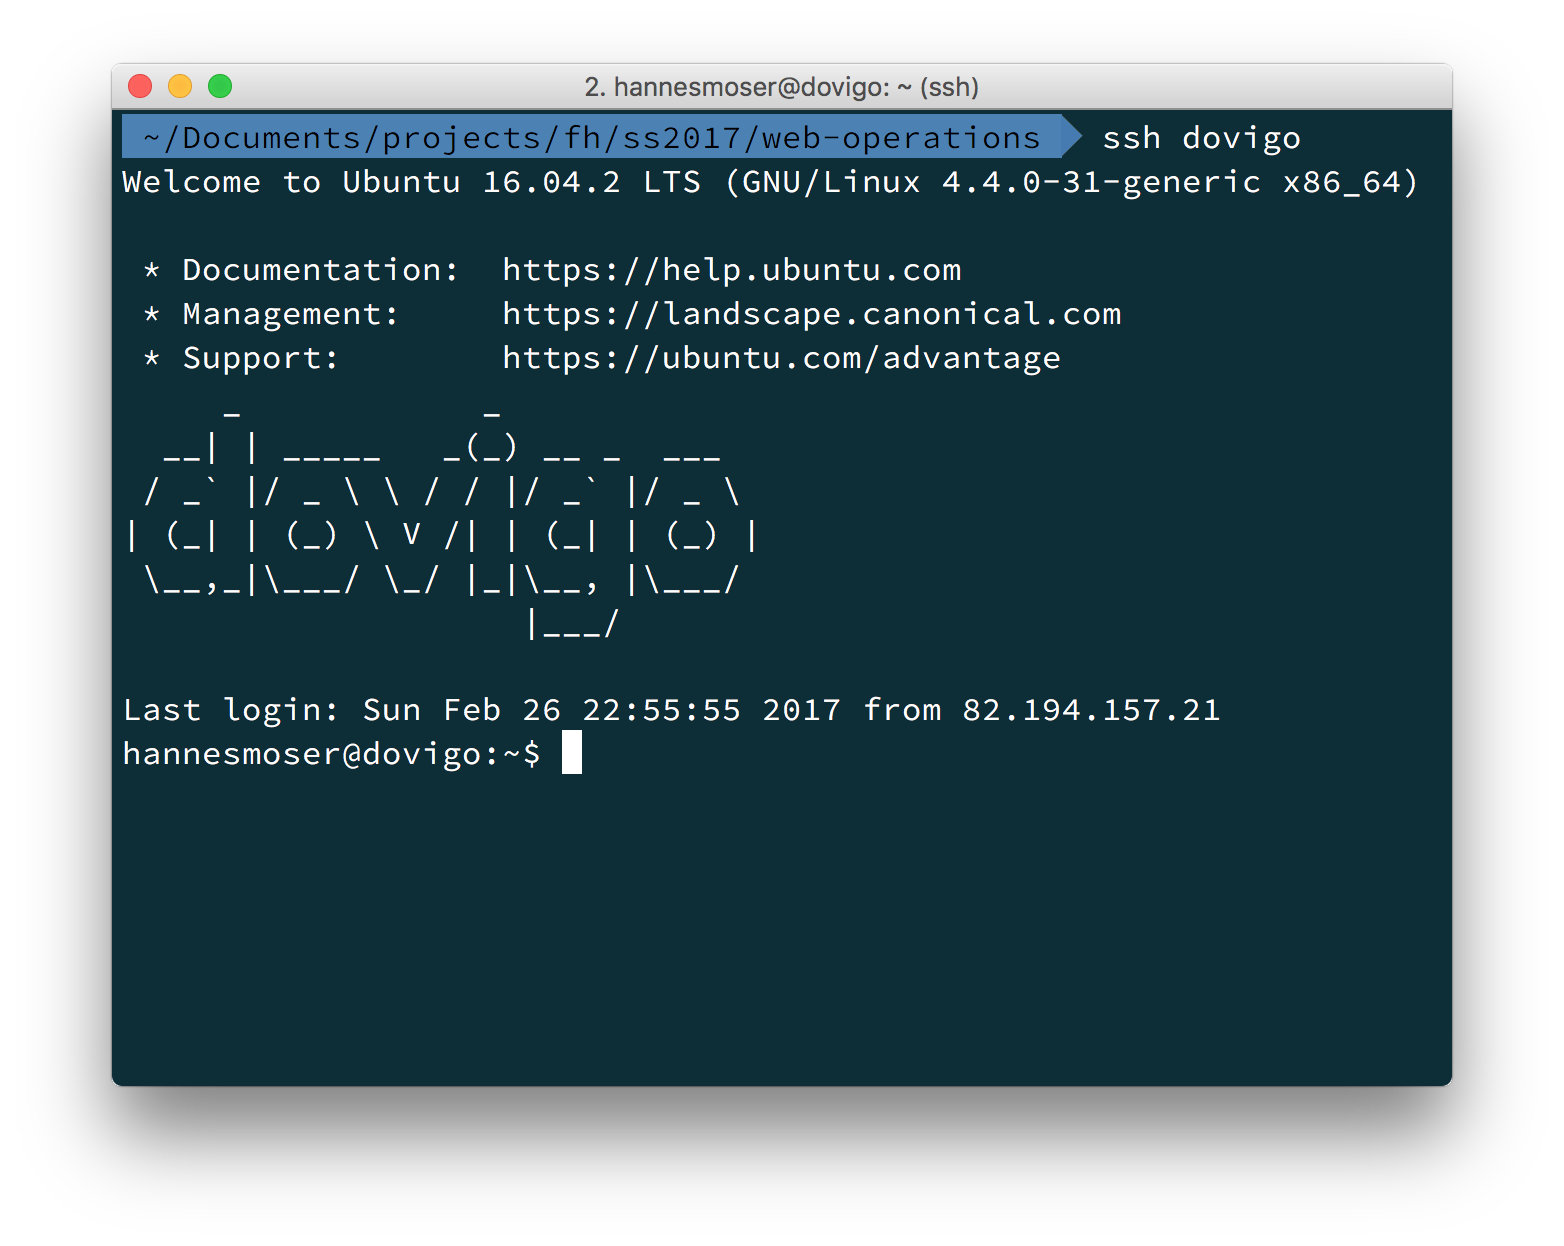 2. hannesmoser@dovigo: ~ (ssh)
~/Documents/projects/fh/ss2017/web-operations ssh dovigo
Welcome to Ubuntu 16.04.2 LTS (GNU/Linux 4.4.0-31-generic x86_64)
 * Documentation:  https://help.ubuntu.com
 * Management:     https://landscape.canonical.com
 * Support:        https://ubuntu.com/advantage
     _            _
  __| | _____   _(_) __ _  ___
 / _` |/ _ \ \ / / |/ _` |/ _ \
| (_| | (_) \ V /| | (_| | (_) |
 \__,_|\___/ \_/ |_|\__, |\___/
                    |___/
Last login: Sun Feb 26 22:55:55 2017 from 82.194.157.21
hannesmoser@dovigo:~$